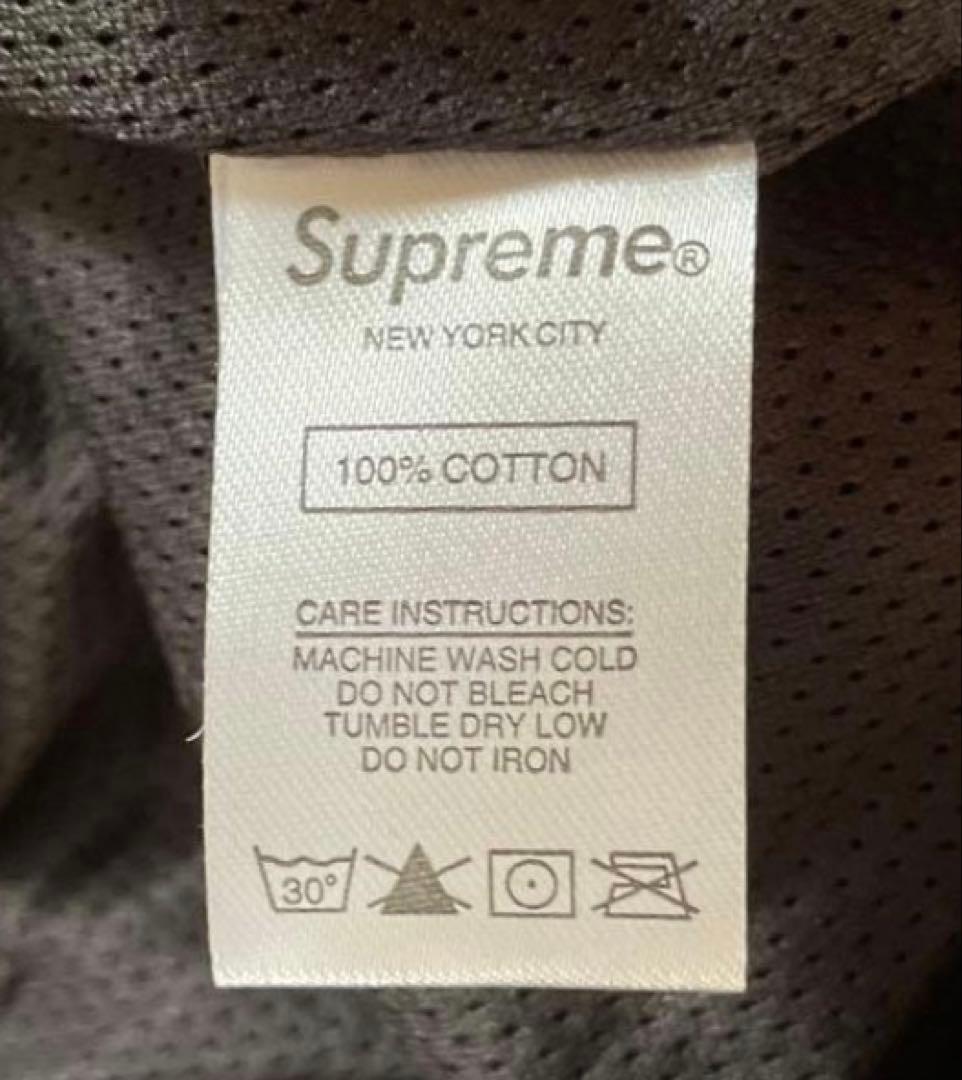 Supreme®
NEW YORK CITY
100% COTTON
CARE INSTRUCTIONS:
MACHINE WASH COLD
DO NOT BLEACH
TUMBLE DRY LOW
DO NOT IRON
30°